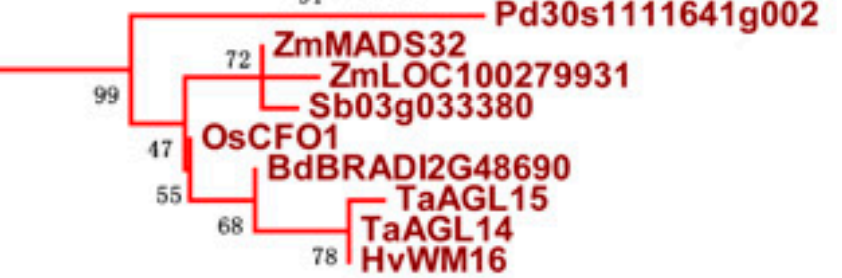 Pd30s1111641g002
ZmMADS32
72
ZmLOC100279931
99
Sb03g033380
OsCFO1
47
BdBRADI2G48690
55
TaAGL15
68
TaAGL14
78
HvWM16